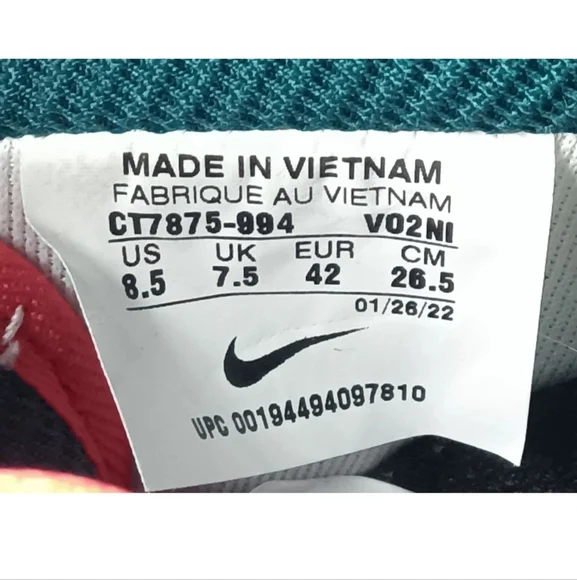 MADE IN VIETNAM
FABRIQUE AU VIETNAM
CT7875-994 V02NI
US UK EUR CM
8.5 7.5 42 26.5
01/26/22
UPC 00194494097810